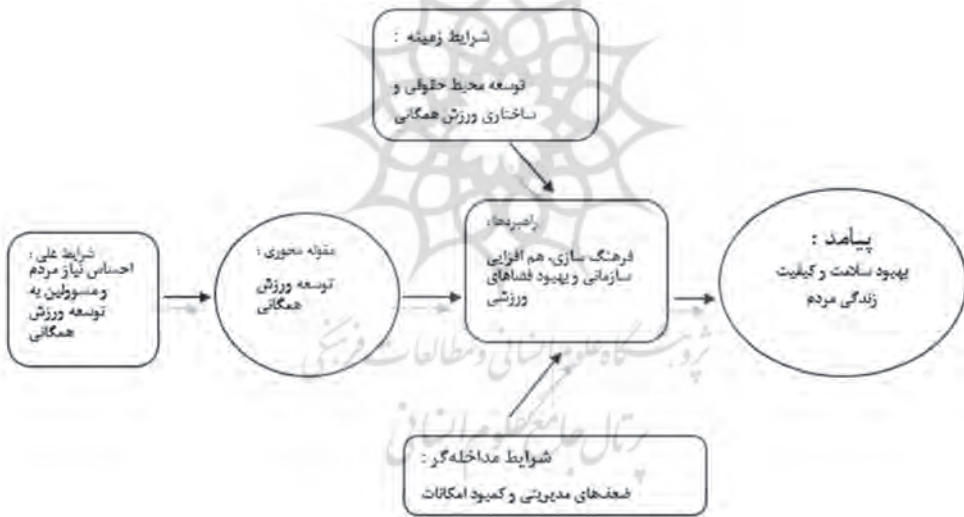 شرایط زمینه :
توسعه محیط حقوقی و
ساختاری ورزش همگانی
شرایط علی :
احساس نیاز مردم
و مسوولین به
توسعه ورزش
همگانی
مقوله محوری :
توسعه ورزش
همگانی
راهبردها :
فرهنگ سازی، هم افزایی
سازمانی و بهبود فضاهای
ورزشی
پیامد :
بهبود سلامت و کیفیت
زندگی مردم
شرایط مداخله‌گر :
ضعف‌های مدیریتی و کمبود امکانات
پژوهشگاه علوم انسانی و مطالعات فرهنگی
رتال جامع علوم انسانی